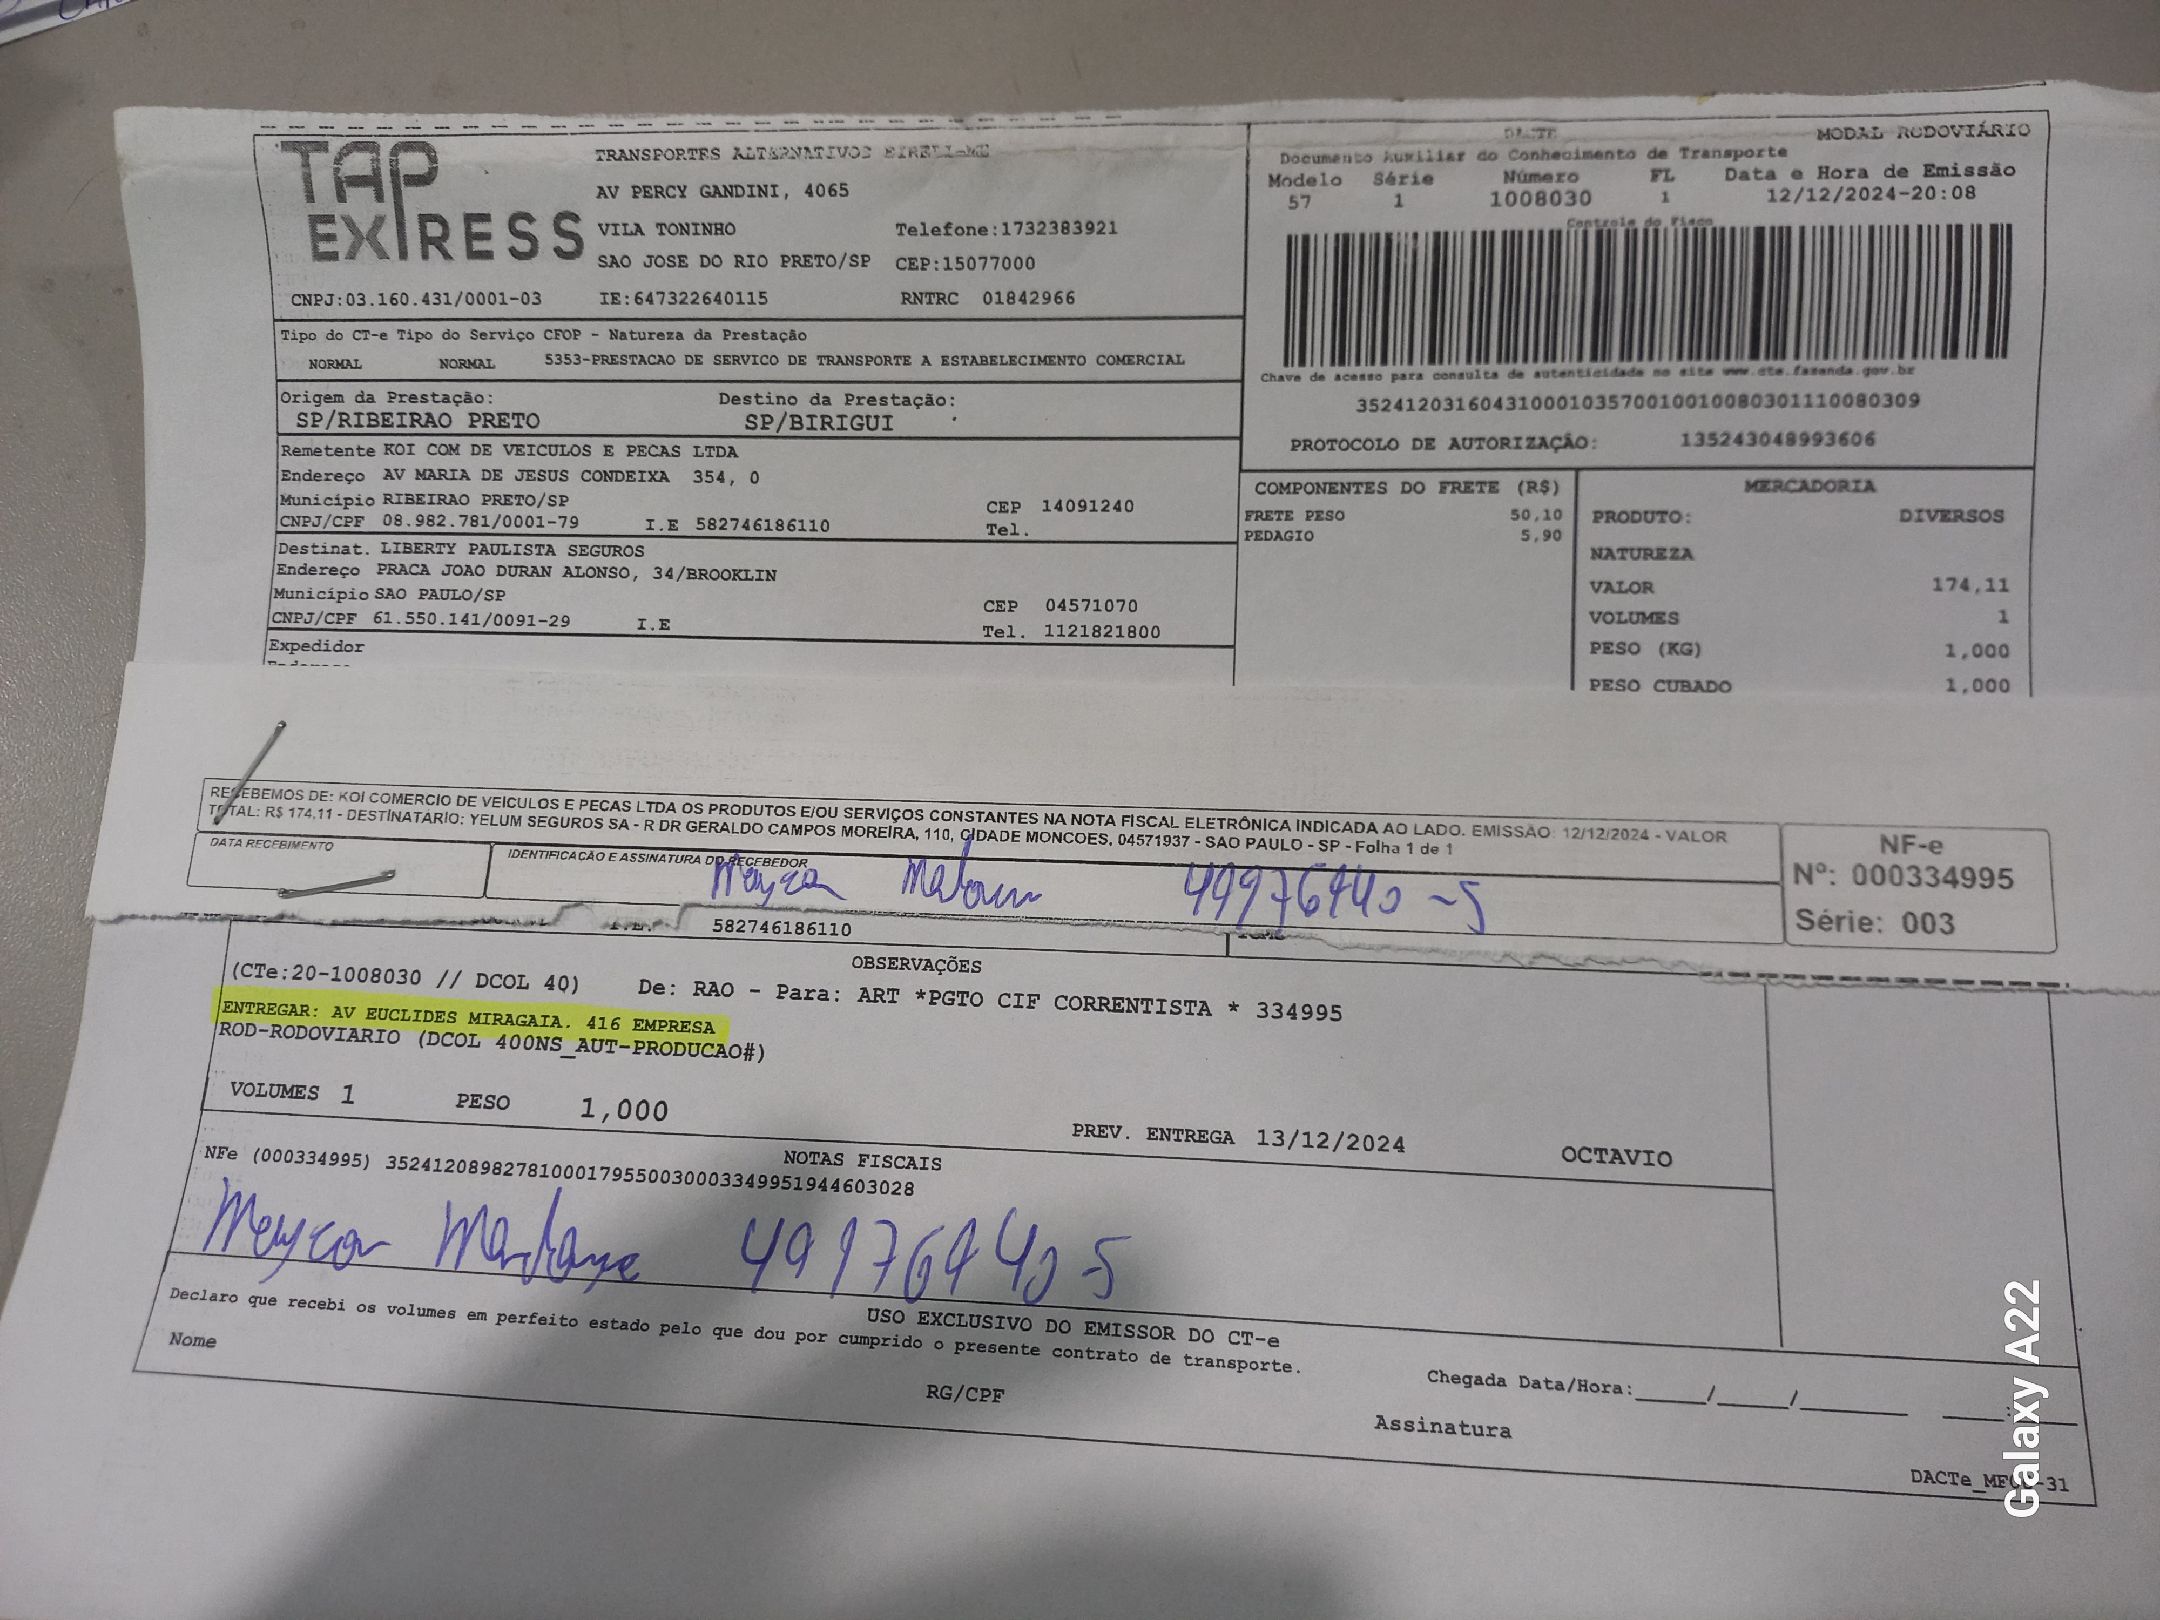 TAP EXPRESS
TRANSPORTES ALTERNATIVOS EIRELI-ME
AV PERCY GANDINI, 4065
VILA TONINHO Telefone:1732383921
SAO JOSE DO RIO PRETO/SP CEP:15077000
CNPJ:03.160.431/0001-03 IE:647322640115 RNTRC 01842966
DACTE MODAL RODOVIÁRIO
Documento Auxiliar do Conhecimento de Transporte
Modelo Série Número FL Data e Hora de Emissão
57 1 1008030 1 12/12/2024-20:08
Controle do Fisco
Chave de acesso para consulta de autenticidade no site www.cte.fazenda.gov.br
35241203160431000103570010010080301110080309
PROTOCOLO DE AUTORIZAÇÃO: 135243048993606
Tipo do CT-e Tipo do Serviço CFOP - Natureza da Prestação
NORMAL NORMAL 5353-PRESTACAO DE SERVICO DE TRANSPORTE A ESTABELECIMENTO COMERCIAL
Origem da Prestação: Destino da Prestação:
SP/RIBEIRAO PRETO SP/BIRIGUI
Remetente KOI COM DE VEICULOS E PECAS LTDA
Endereço AV MARIA DE JESUS CONDEIXA 354, 0
Município RIBEIRAO PRETO/SP CEP 14091240
CNPJ/CPF 08.982.781/0001-79 I.E 582746186110 Tel.
Destinat. LIBERTY PAULISTA SEGUROS
Endereço PRACA JOAO DURAN ALONSO, 34/BROOKLIN
Município SAO PAULO/SP CEP 04571070
CNPJ/CPF 61.550.141/0091-29 I.E Tel. 1121821800
Expedidor
COMPONENTES DO FRETE (R$)
FRETE PESO 50,10
PEDAGIO 5,90
MERCADORIA
PRODUTO: DIVERSOS
NATUREZA
VALOR 174,11
VOLUMES 1
PESO (KG) 1,000
PESO CUBADO 1,000
RECEBEMOS DE: KOI COMERCIO DE VEICULOS E PECAS LTDA OS PRODUTOS E/OU SERVIÇOS CONSTANTES NA NOTA FISCAL ELETRÔNICA INDICADA AO LADO. EMISSÃO: 12/12/2024 - VALOR
TOTAL: R$ 174,11 - DESTINATÁRIO: YELUM SEGUROS SA - R DR GERALDO CAMPOS MOREIRA, 110, CIDADE MONCOES, 04571937 - SAO PAULO - SP - Folha 1 de 1
DATA RECEBIMENTO IDENTIFICAÇÃO E ASSINATURA DO RECEBEDOR
49976440-5
NF-e
Nº: 000334995
Série: 003
I.E. 582746186110
OBSERVAÇÕES
(CTe:20-1008030 // DCOL 40) De: RAO - Para: ART *PGTO CIF CORRENTISTA * 334995
ENTREGAR: AV EUCLIDES MIRAGAIA. 416 EMPRESA
ROD-RODOVIARIO (DCOL 400NS_AUT-PRODUCAO#)
VOLUMES 1 PESO 1,000
PREV. ENTREGA 13/12/2024 OCTAVIO
NOTAS FISCAIS
NFe (000334995) 35241208982781000179550030003349951944603028
USO EXCLUSIVO DO EMISSOR DO CT-e
Declaro que recebi os volumes em perfeito estado pelo que dou por cumprido o presente contrato de transporte.
Nome RG/CPF Assinatura
Chegada Data/Hora:_____/_____/________ ____:____
Galaxy A22